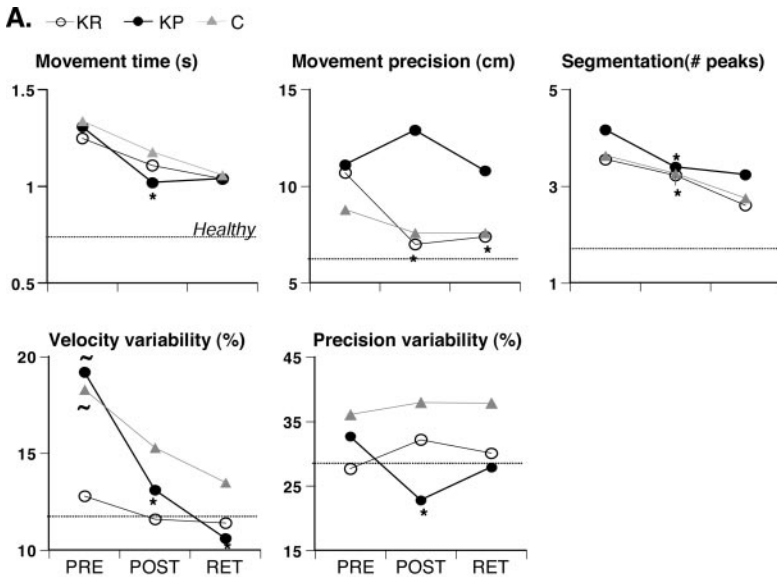 A.
KR KP C
Movement time (s)
Movement precision (cm)
Segmentation(# peaks)
1.5
1
0.5
Healthy
*
15
10
5
*
*
5
3
1
*
*
Velocity variability (%)
Precision variability (%)
20
15
10
~
~
*
*
PRE POST RET
45
35
25
15
*
PRE POST RET